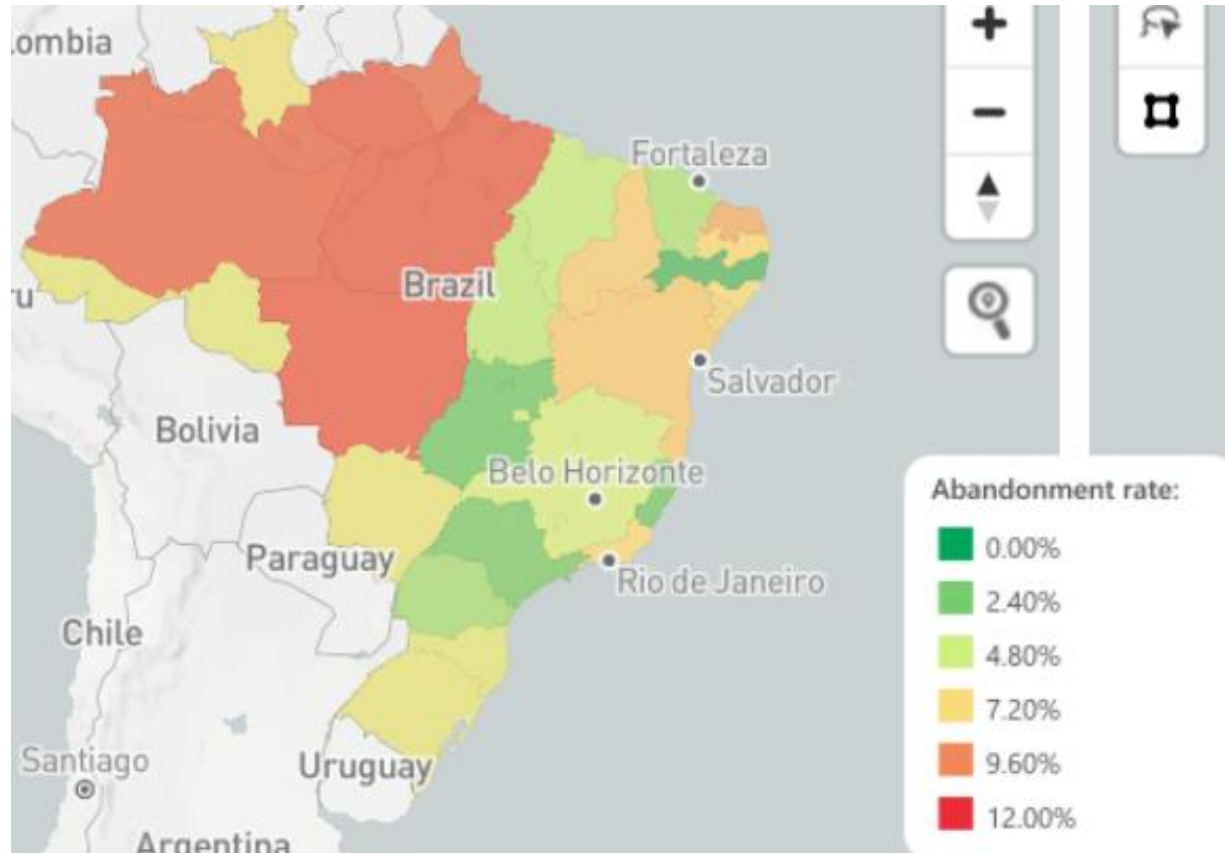 ombia
Fortaleza
Brazil
ru
Salvador
Bolivia
Belo Horizonte
Abandonment rate:
0.00%
Paraguay
Rio de Janeiro
2.40%
Chile
4.80%
7.20%
Santiago
Uruguay
9.60%
12.00%
Argentina